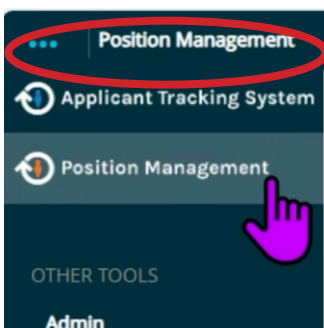 Position Management
Applicant Tracking System
Position Management
OTHER TOOLS
Admin